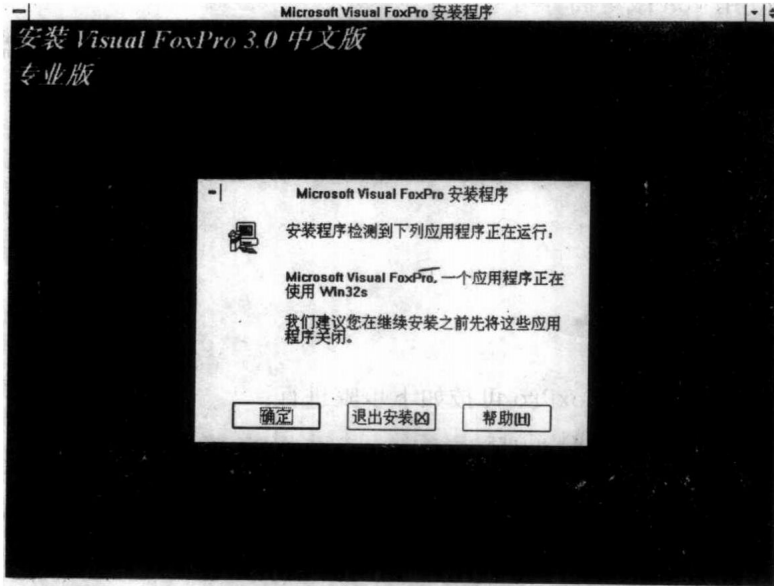 Microsoft Visual FoxPro 安装程序
安装 Visual FoxPro 3.0 中文版
专业版
Microsoft Visual FoxPro 安装程序
安装程序检测到下列应用程序正在运行:
Microsoft Visual FoxPro, 一个应用程序正在
使用 Win32s
我们建议您在继续安装之前先将这些应用
程序关闭。
确定
退出安装(X)
帮助(H)